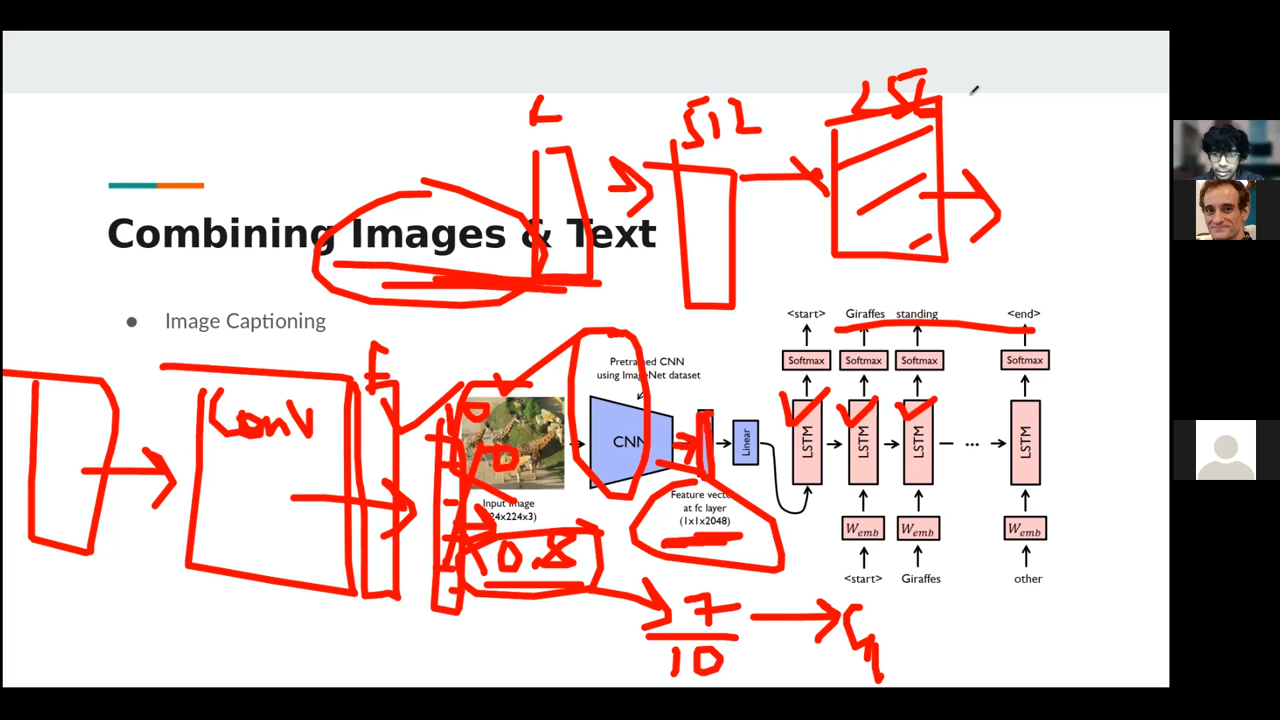 L
512
256
Combining Images & Text
● Image Captioning
<start> Giraffes standing <end>
Softmax Softmax Softmax Softmax
Pretrained CNN
using ImageNet dataset
F
Conv
CNN
Linear
LSTM LSTM LSTM ... LSTM
Input Image
24x224x3)
Feature vecto
at fc layer
(1x1x2048)
W_emb W_emb W_emb
<start> Giraffes other
0.8
7
10